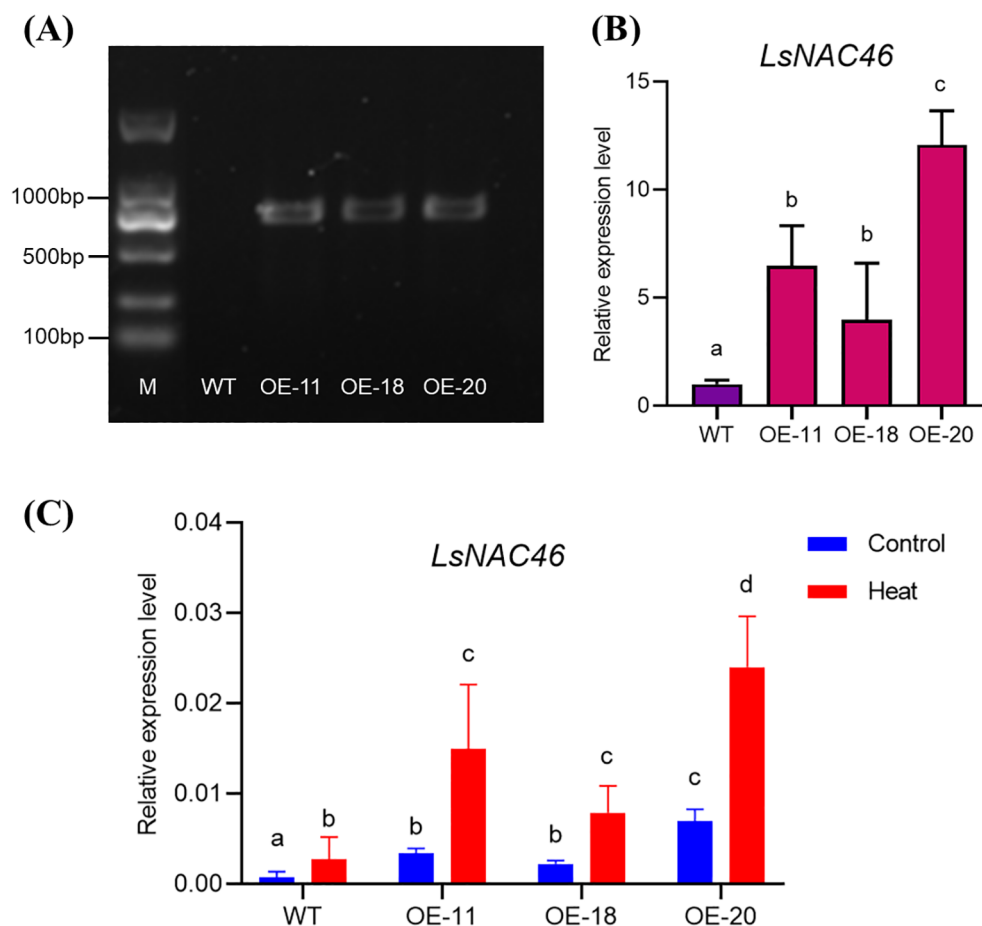 (A)
1000bp
500bp
100bp
M WT OE-11 OE-18 OE-20
(B)
LsNAC46
Relative expression level
15
10
5
0
a
b
b
c
WT OE-11 OE-18 OE-20
(C)
LsNAC46
Relative expression level
0.04
0.03
0.02
0.01
0.00
a
b
b
c
b
c
c
d
WT OE-11 OE-18 OE-20
Control
Heat